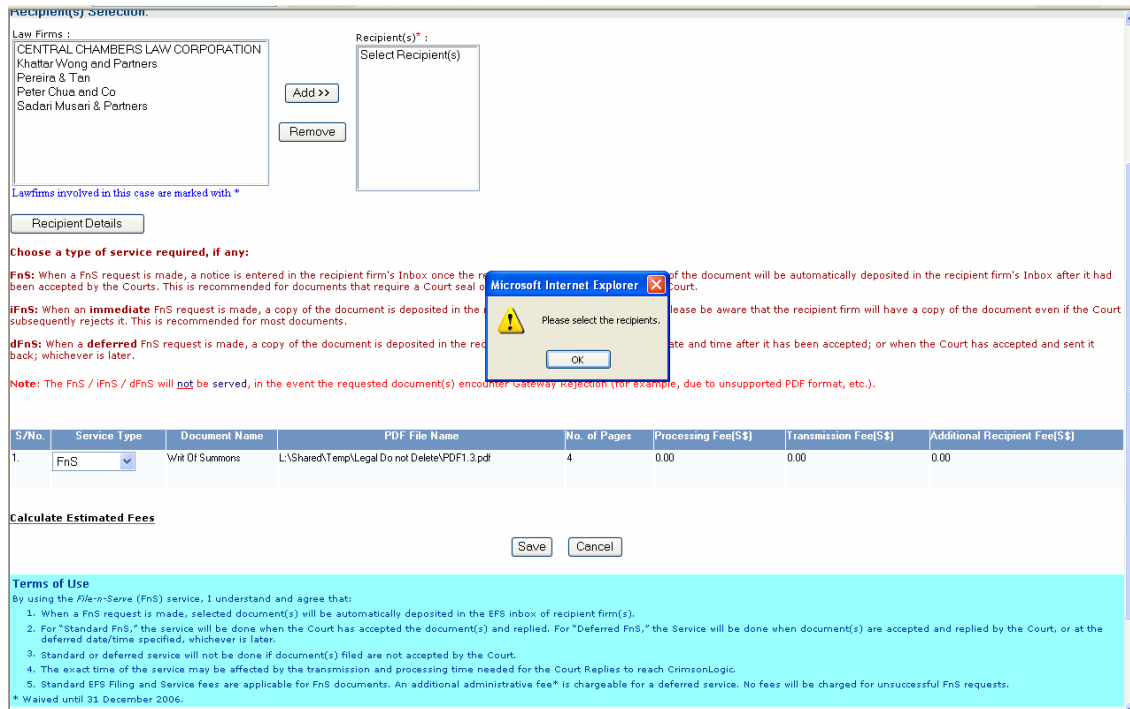 Recipient(s) Selection:
Law Firms :
Recipient(s)* :
CENTRAL CHAMBERS LAW CORPORATION
Khattar Wong and Partners
Pereira & Tan
Peter Chua and Co
Sadari Musari & Partners
Select Recipient(s)
Add >>
Remove
Lawfirms involved in this case are marked with *
Recipient Details
Choose a type of service required, if any:
FnS: When a FnS request is made, a notice is entered in the recipient firm's Inbox once the of the document will be automatically deposited in the recipient firm's Inbox after it had
been accepted by the Courts. This is recommended for documents that require a Court seal Court.
iFnS: When an immediate FnS request is made, a copy of the document is deposited in the lease be aware that the recipient firm will have a copy of the document even if the Court
subsequently rejects it. This is recommended for most documents.
dFnS: When a deferred FnS request is made, a copy of the document is deposited in the ate and time after it has been accepted; or when the Court has accepted and sent it
back; whichever is later.
Microsoft Internet Explorer
Please select the recipients.
OK
Note: The FnS / iFnS / dFnS will not be served, in the event the requested document(s) encounter Gateway Rejection (for example, due to unsupported PDF format, etc.).
S/No. Service Type Document Name PDF File Name No. of Pages Processing Fee(S$) Transmission Fee(S$) Additional Recipient Fee(S$)
1. FnS Writ Of Summons L:\Shared\Temp\Legal Do not Delete\PDF1.3.pdf 4 0.00 0.00 0.00
Calculate Estimated Fees
Save Cancel
Terms of Use
By using the File-n-Serve (FnS) service, I understand and agree that:
1. When a FnS request is made, selected document(s) will be automatically deposited in the EFS inbox of recipient firm(s).
2. For "Standard FnS," the service will be done when the Court has accepted the document(s) and replied. For "Deferred FnS," the Service will be done when document(s) are accepted and replied by the Court, or at the
deferred date/time specified, whichever is later.
3. Standard or deferred service will not be done if document(s) filed are not accepted by the Court.
4. The exact time of the service may be affected by the transmission and processing time needed for the Court Replies to reach CrimsonLogic.
5. Standard EFS Filing and Service fees are applicable for FnS documents. An additional administrative fee* is chargeable for a deferred service. No fees will be charged for unsuccessful FnS requests.
* Waived until 31 December 2006.